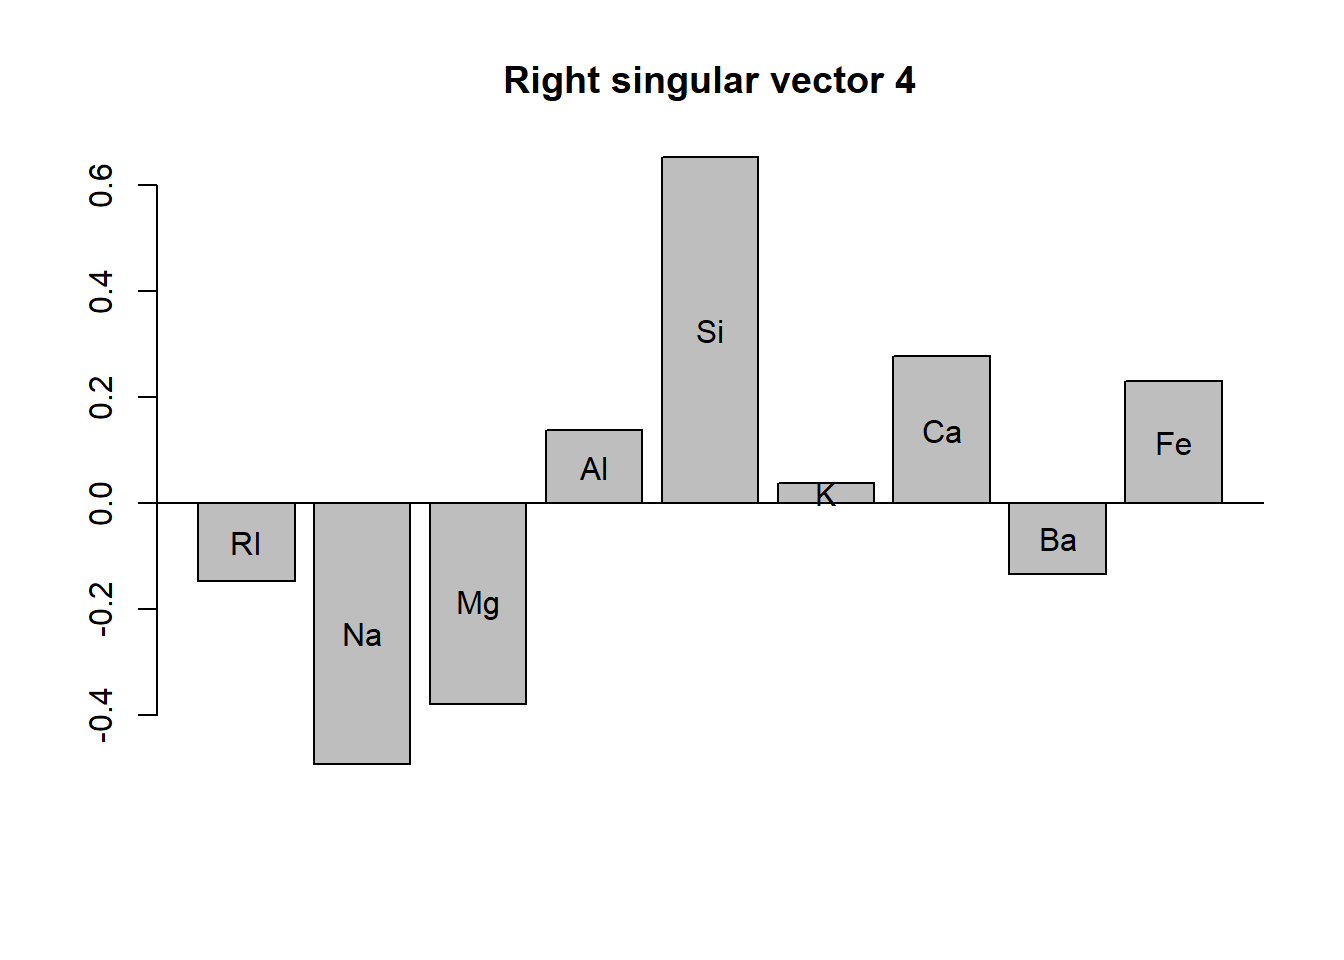 Right singular vector 4
0.6
0.4
0.2
0.0
-0.2
-0.4
RI
Na
Mg
Al
Si
K
Ca
Ba
Fe